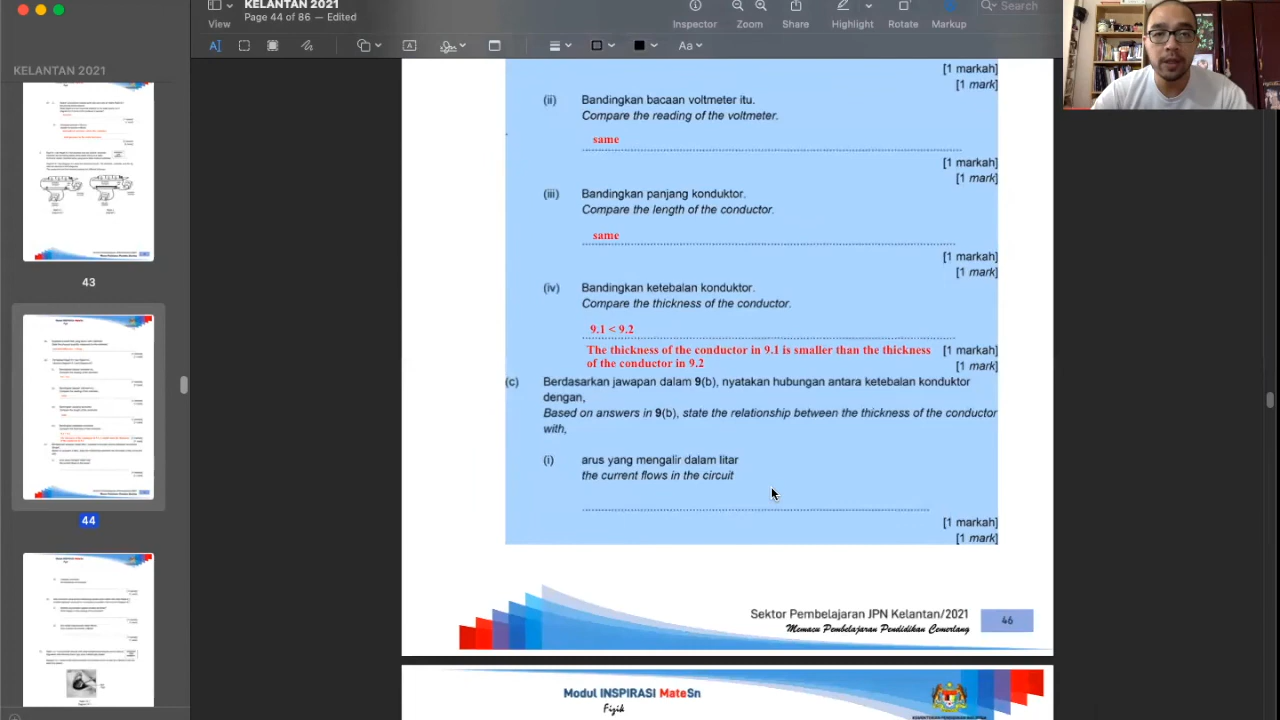 KELANTAN 2021
Page 44 of 86 — Edited
View
Inspector
Zoom
Share
Highlight
Rotate
Markup
Search
Aa
KELANTAN 2021
43
44
[1 markah]
[1 mark]
(ii) Bandingkan bacaan voltmeter itu.
Compare the reading of the voltmeter.
same
[1 markah]
[1 mark]
(iii) Bandingkan panjang konduktor.
Compare the length of the conductor.
same
[1 markah]
[1 mark]
(iv) Bandingkan ketebalan konduktor.
Compare the thickness of the conductor.
9.1 < 9.2
The thickness of the conductor in 9.1 is smaller than the thickness
of the conductor in 9.2
[1 markah]
[1 mark]
(c) Berdasarkan jawapan dalam 9(b), nyatakan hubungan antara ketebalan konduktor
dengan,
Based on answers in 9(b), state the relationship between the thickness of the conductor
with,
(i) arus yang mengalir dalam litar
the current flows in the circuit
[1 markah]
[1 mark]
Sektor Pembelajaran JPN Kelantan/2021
Memacu Pembelajaran Pendidikan Cemerlang
46
Modul INSPIRASI MateSn
Fizik
KEMENTERIAN PENDIDIKAN MALAYSIA